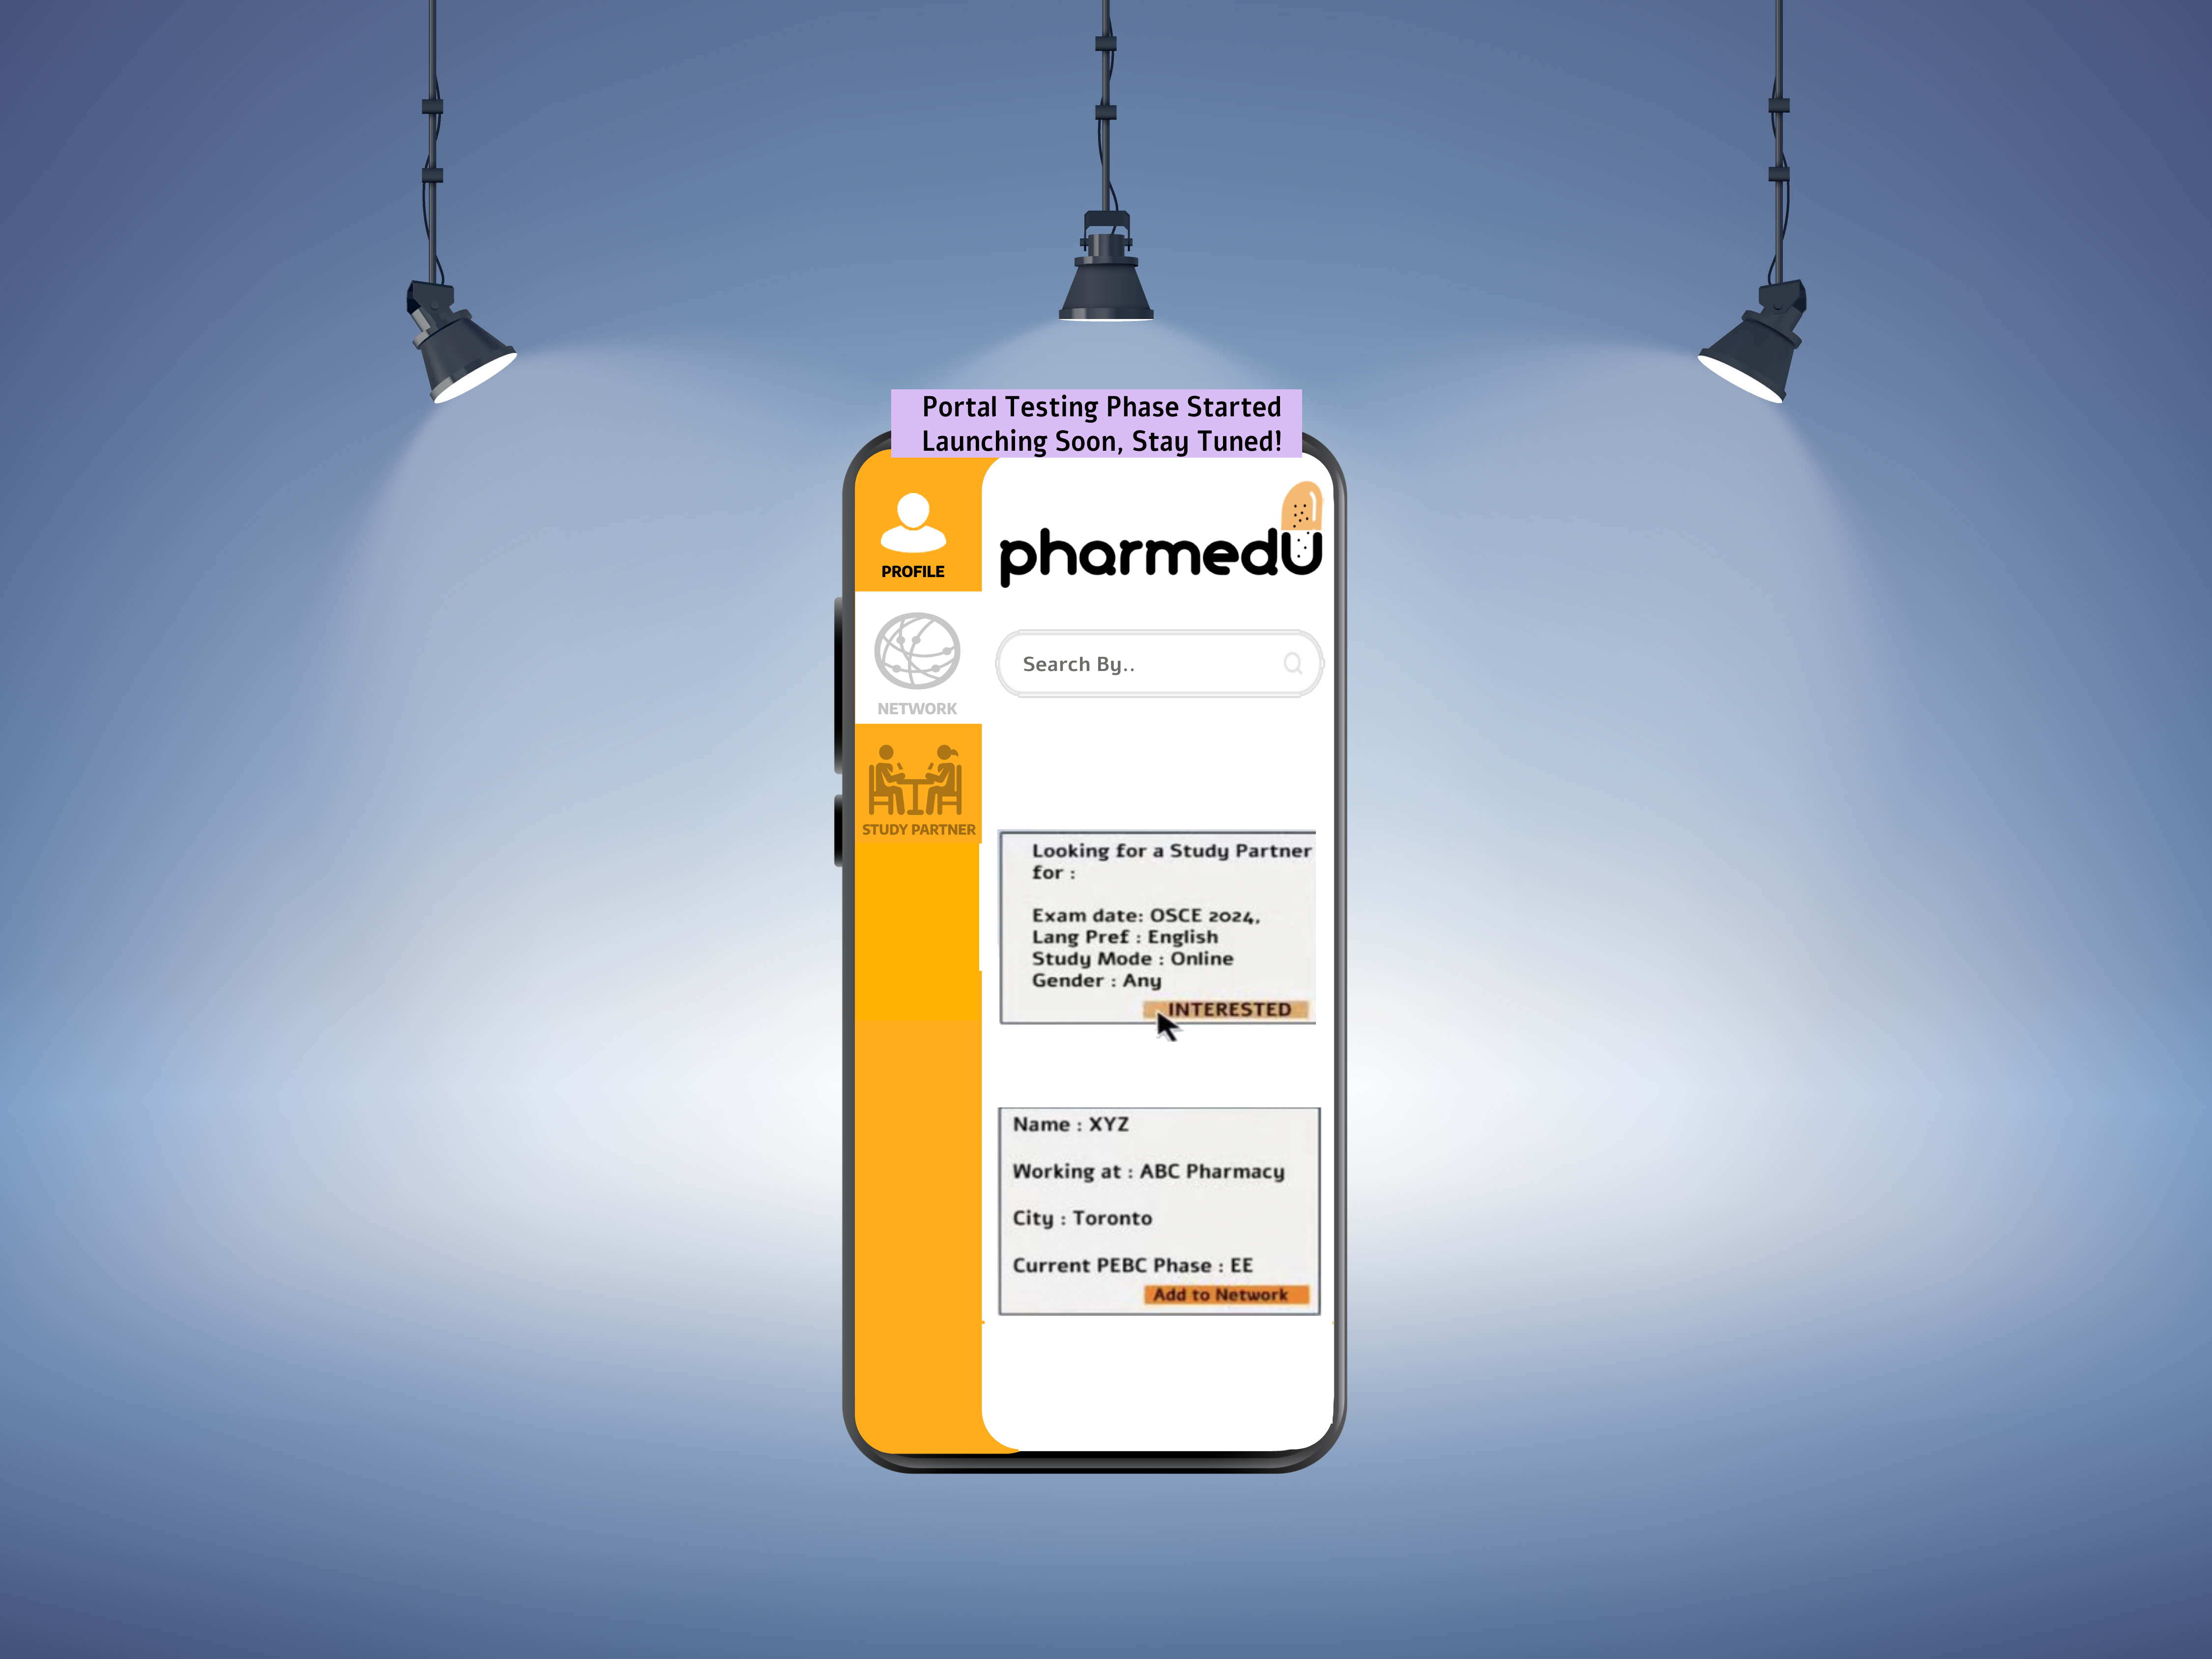 Portal Testing Phase Started
Launching Soon, Stay Tuned!
PROFILE
pharmedU
NETWORK
Search By..
STUDY PARTNER
Looking for a Study Partner
for :
Exam date: OSCE 2024,
Lang Pref : English
Study Mode : Online
Gender : Any
INTERESTED
Name : XYZ
Working at : ABC Pharmacy
City : Toronto
Current PEBC Phase : EE
Add to Network